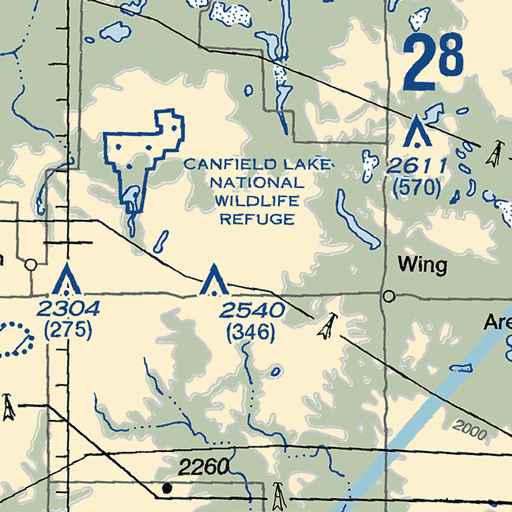 28
2611
(570)
CANFIELD LAKE
NATIONAL
WILDLIFE
REFUGE
Wing
2304
(275)
2540
(346)
Are
2000
2260